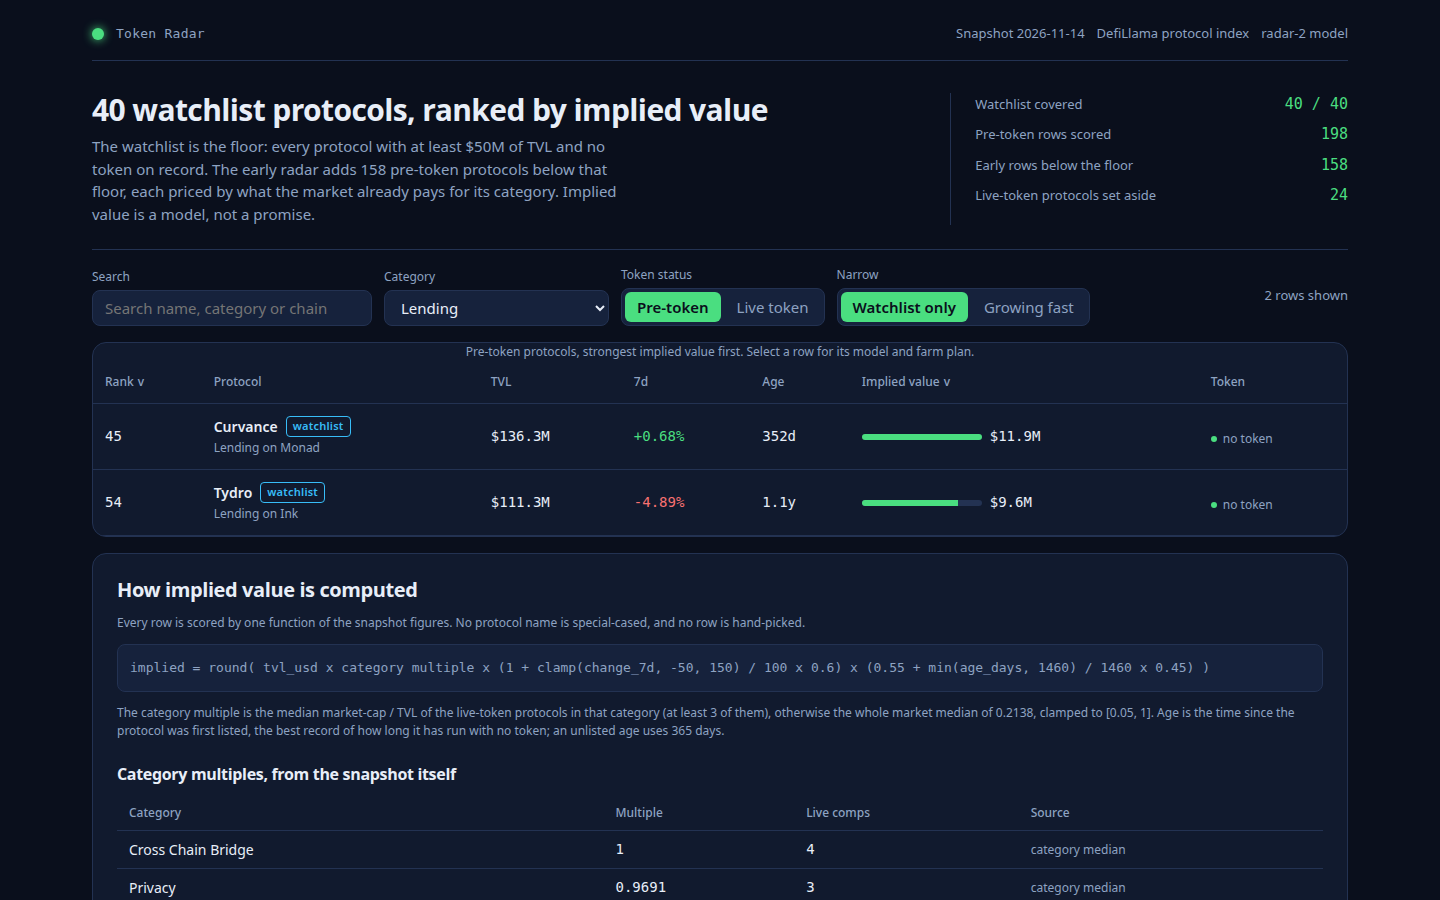 Token Radar
Snapshot 2026-11-14 DefiLlama protocol index radar-2 model
40 watchlist protocols, ranked by implied value
The watchlist is the floor: every protocol with at least $50M of TVL and no
token on record. The early radar adds 158 pre-token protocols below that
floor, each priced by what the market already pays for its category. Implied
value is a model, not a promise.
Watchlist covered 40 / 40
Pre-token rows scored 198
Early rows below the floor 158
Live-token protocols set aside 24
Search Category Token status Narrow
Search name, category or chain Lending Pre-token Live token Watchlist only Growing fast 2 rows shown
Pre-token protocols, strongest implied value first. Select a row for its model and farm plan.
Rank v Protocol TVL 7d Age Implied value v Token
45 Curvance watchlist $136.3M +0.68% 352d $11.9M no token
Lending on Monad
54 Tydro watchlist $111.3M -4.89% 1.1y $9.6M no token
Lending on Ink
How implied value is computed
Every row is scored by one function of the snapshot figures. No protocol name is special-cased, and no row is hand-picked.
implied = round( tvl_usd x category multiple x (1 + clamp(change_7d, -50, 150) / 100 x 0.6) x (0.55 + min(age_days, 1460) / 1460 x 0.45) )
The category multiple is the median market-cap / TVL of the live-token protocols in that category (at least 3 of them), otherwise the whole market median of 0.2138, clamped to [0.05, 1]. Age is the time since the
protocol was first listed, the best record of how long it has run with no token; an unlisted age uses 365 days.
Category multiples, from the snapshot itself
Category Multiple Live comps Source
Cross Chain Bridge 1 4 category median
Privacy 0.9691 3 category median